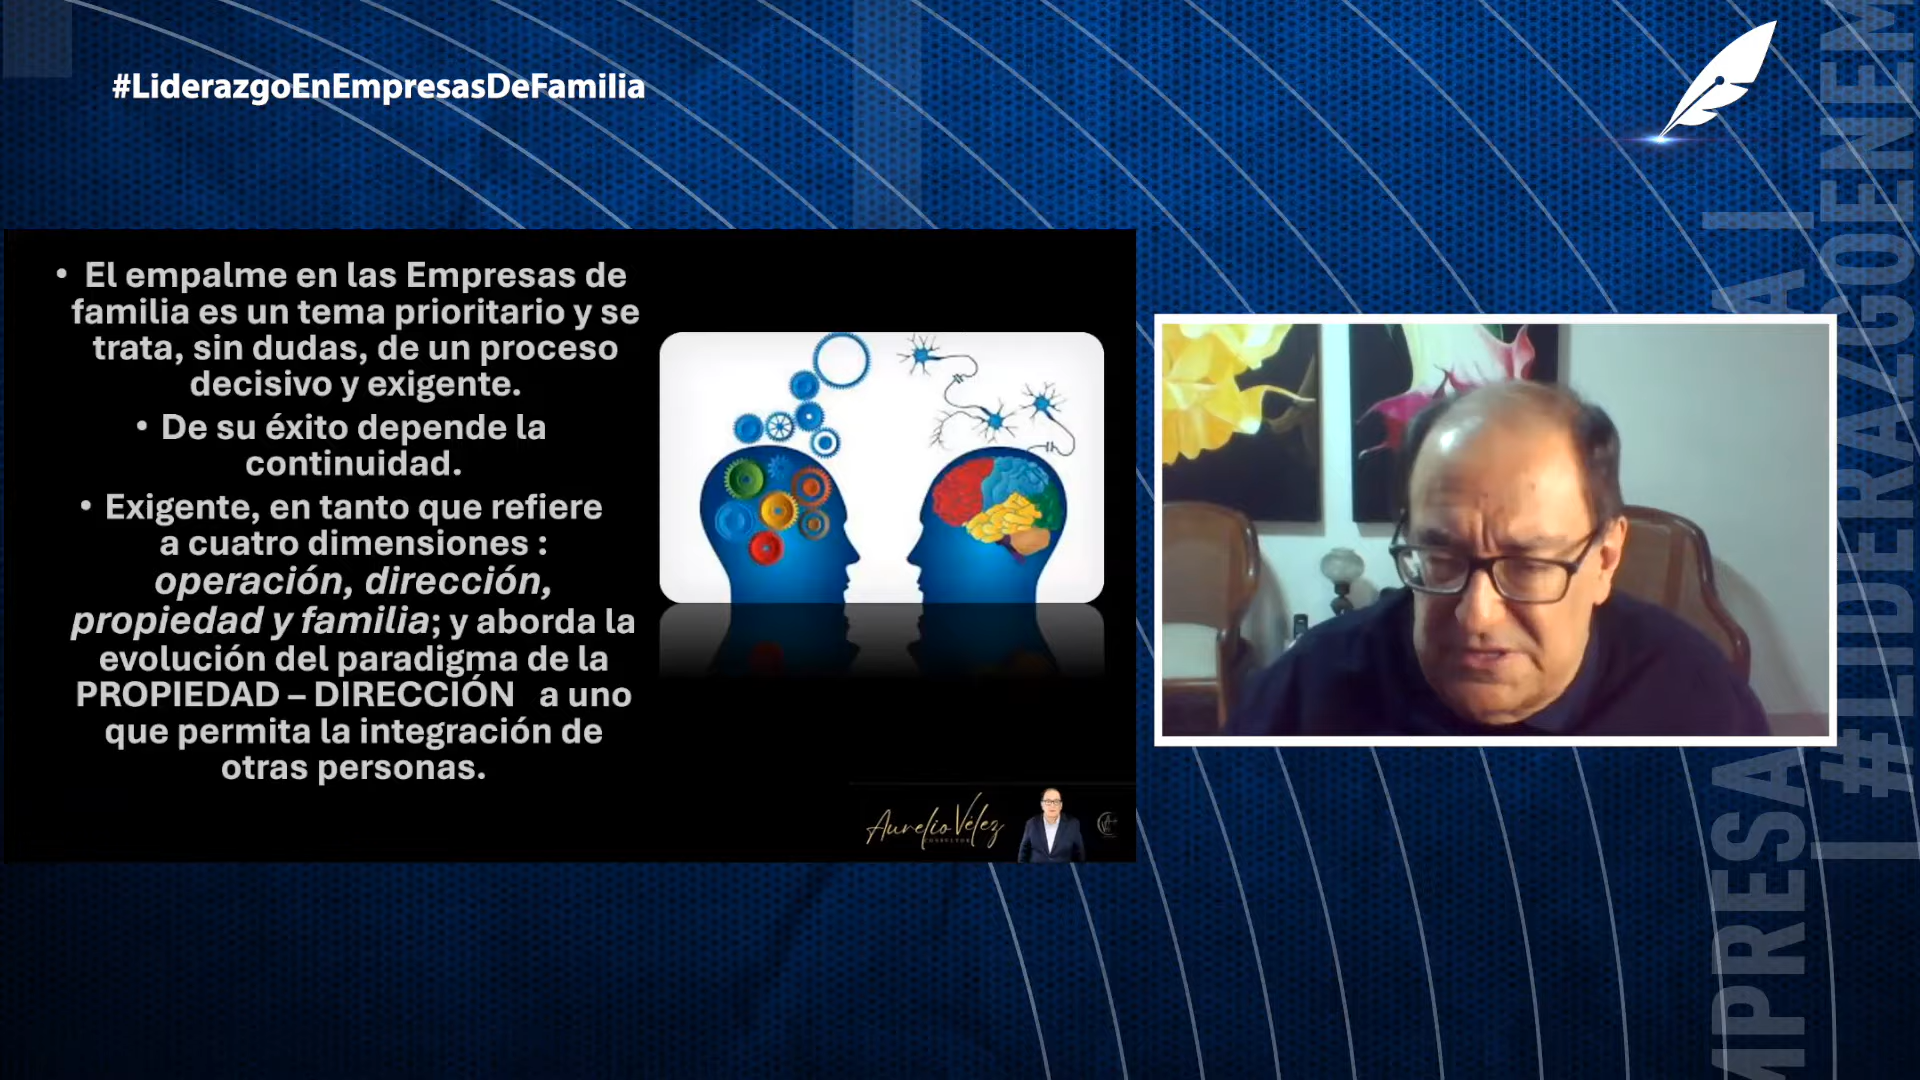 #LiderazgoEnEmpresasDeFamilia
• El empalme en las Empresas de
familia es un tema prioritario y se
trata, sin dudas, de un proceso
decisivo y exigente.
• De su éxito depende la
continuidad.
• Exigente, en tanto que refiere
a cuatro dimensiones :
operación, dirección,
propiedad y familia; y aborda la
evolución del paradigma de la
PROPIEDAD – DIRECCIÓN a uno
que permita la integración de
otras personas.
Aurelio Vélez
CONSULTOR
MPRESA
#LIDERAZGOENEM